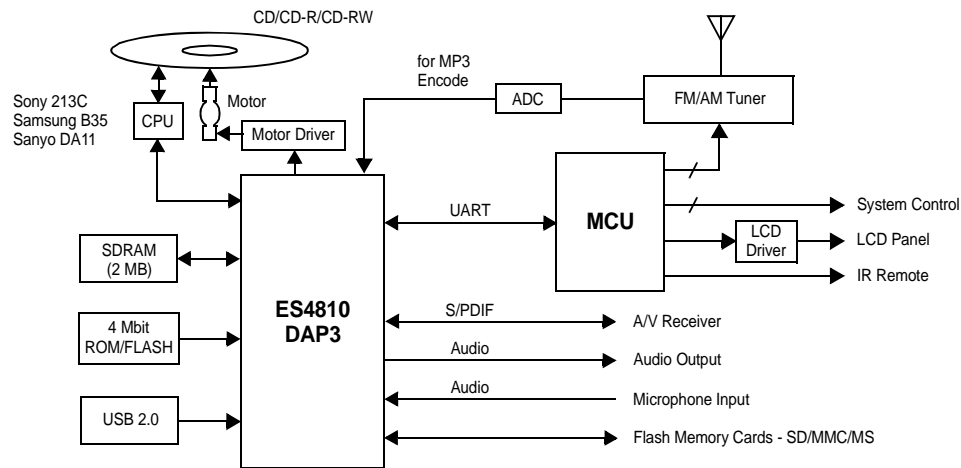 CD/CD-R/CD-RW
for MP3
Encode
ADC
FM/AM Tuner
Sony 213C
Samsung B35
Sanyo DA11
CPU
Motor
Motor Driver
UART
MCU
System Control
LCD
Driver
LCD Panel
IR Remote
SDRAM
(2 MB)
ES4810
DAP3
4 Mbit
ROM/FLASH
S/PDIF
A/V Receiver
Audio
Audio Output
Audio
Microphone Input
USB 2.0
Flash Memory Cards - SD/MMC/MS